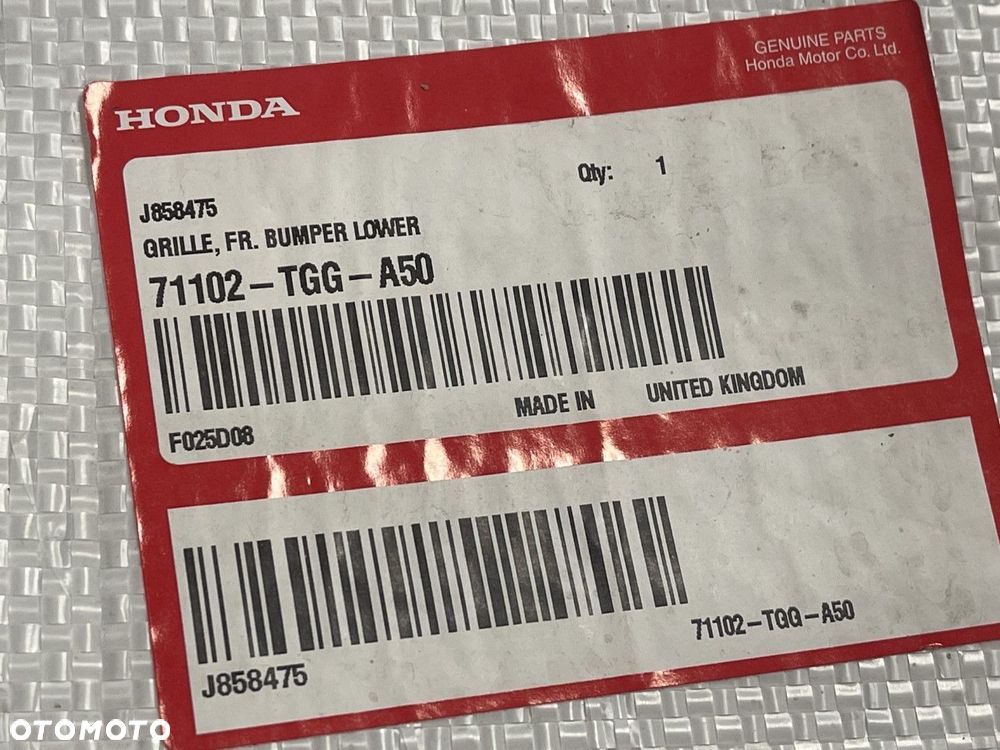 GENUINE PARTS
Honda Motor Co. Ltd.
HONDA
Qty: 1
J858475
GRILLE, FR. BUMPER LOWER
71102-TGG-A50
MADE IN UNITED KINGDOM
F025D08
71102-TGG-A50
J858475
OTOMOTO